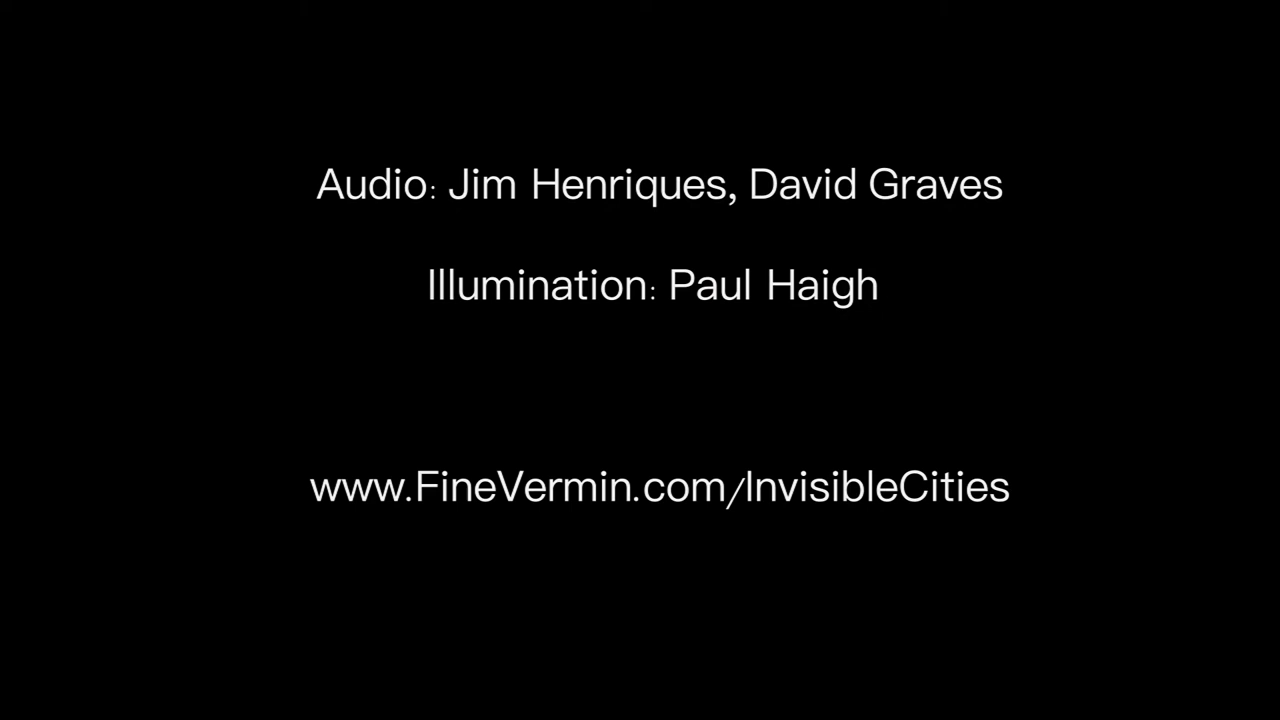 Audio: Jim Henriques, David Graves
Illumination: Paul Haigh
www.FineVermin.com/InvisibleCities